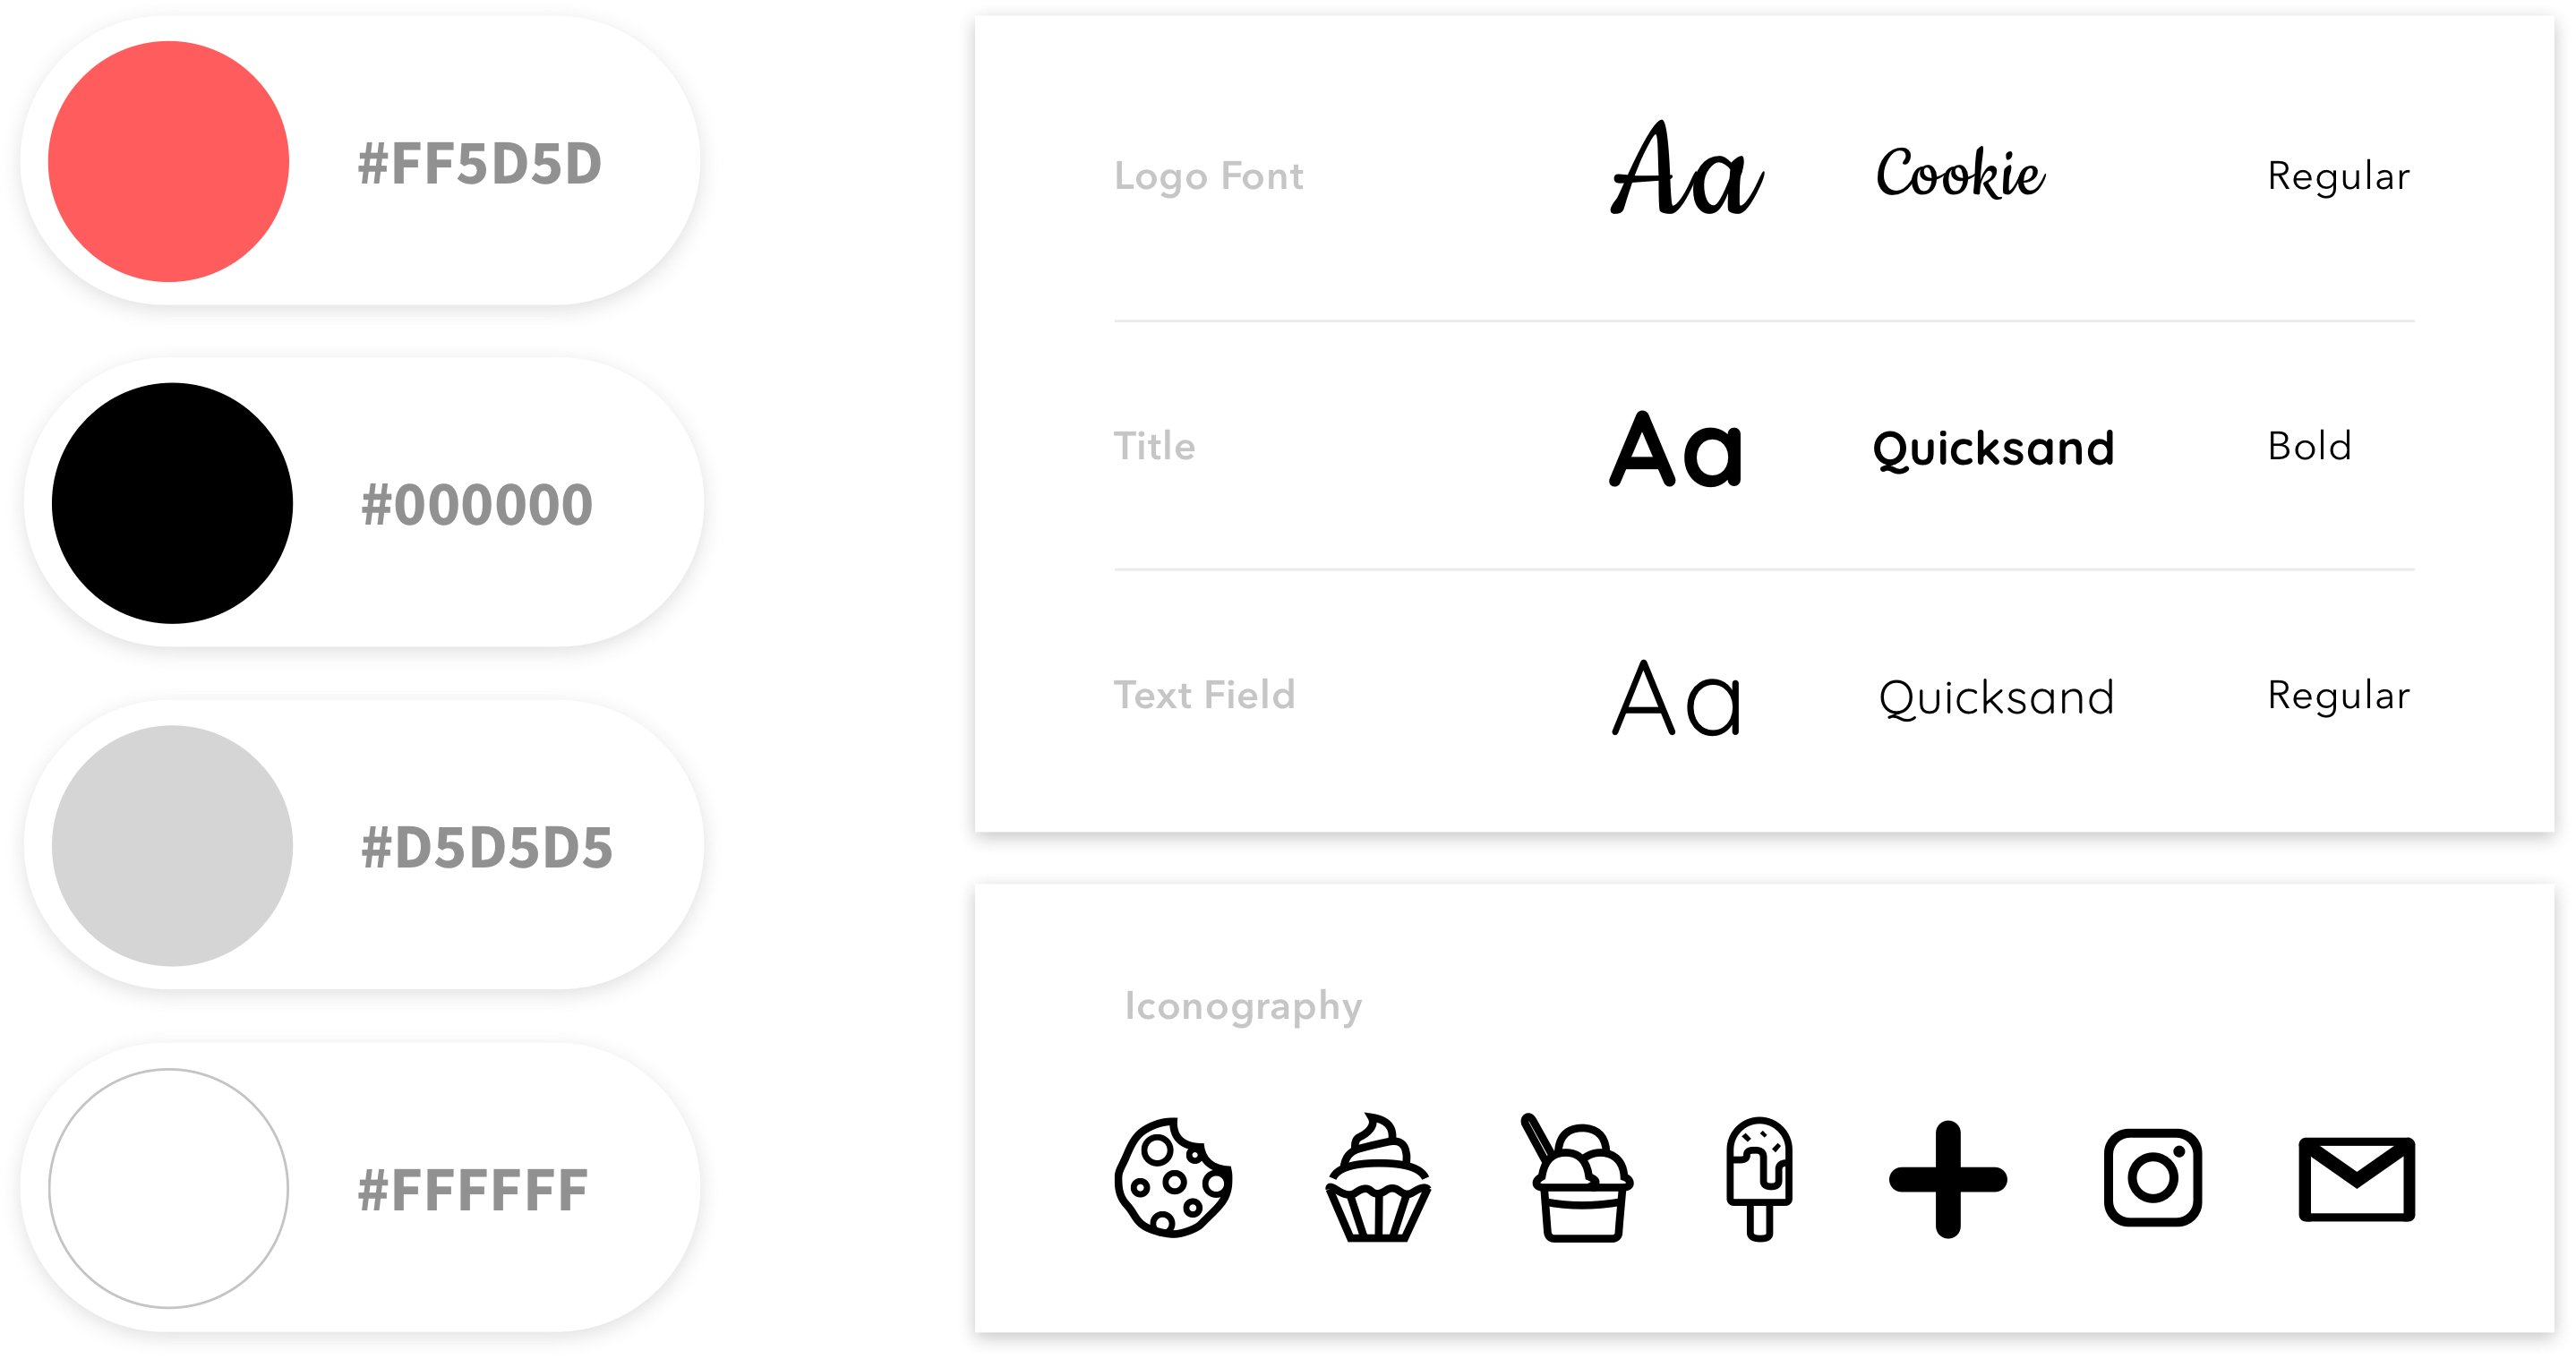 #FF5D5D
#000000
#D5D5D5
#FFFFFF
Logo Font Aa Cookie Regular
Title Aa Quicksand Bold
Text Field Aa Quicksand Regular
Iconography